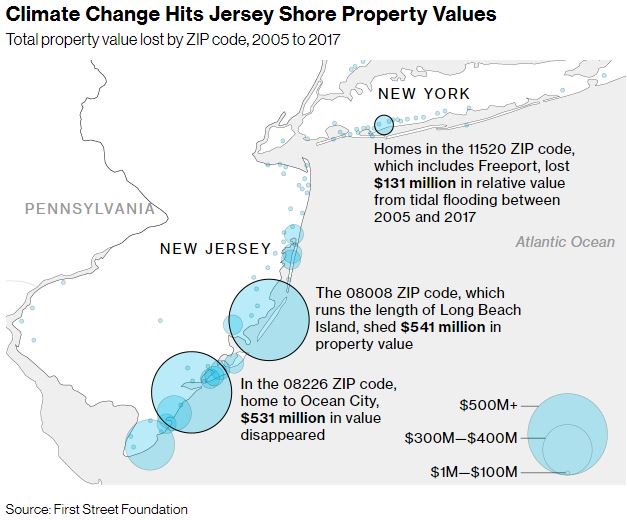 Climate Change Hits Jersey Shore Property Values
Total property value lost by ZIP code, 2005 to 2017
NEW YORK
Homes in the 11520 ZIP code,
which includes Freeport, lost
$131 million in relative value
from tidal flooding between
2005 and 2017
PENNSYLVANIA
NEW JERSEY
Atlantic Ocean
The 08008 ZIP code, which
runs the length of Long Beach
Island, shed $541 million in
property value
In the 08226 ZIP code,
home to Ocean City,
$531 million in value
disappeared
$500M+
$300M—$400M
$1M—$100M
Source: First Street Foundation